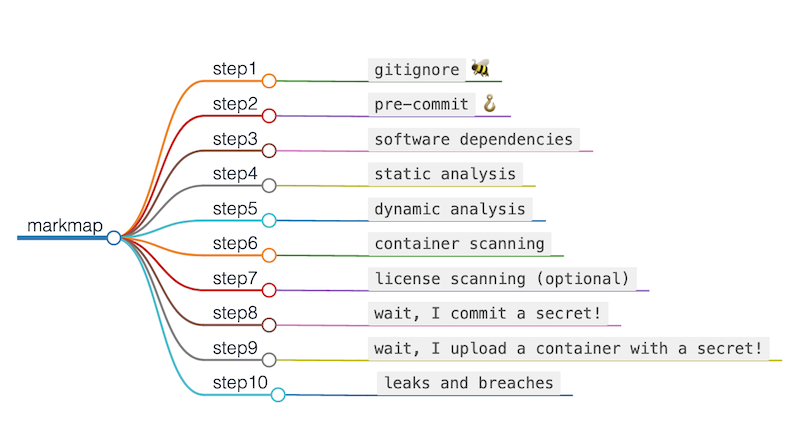 step1 gitignore 🐝
step2 pre-commit 🪝
step3 software dependencies
step4 static analysis
step5 dynamic analysis
markmap
step6 container scanning
step7 license scanning (optional)
step8 wait, I commit a secret!
step9 wait, I upload a container with a secret!
step10 leaks and breaches